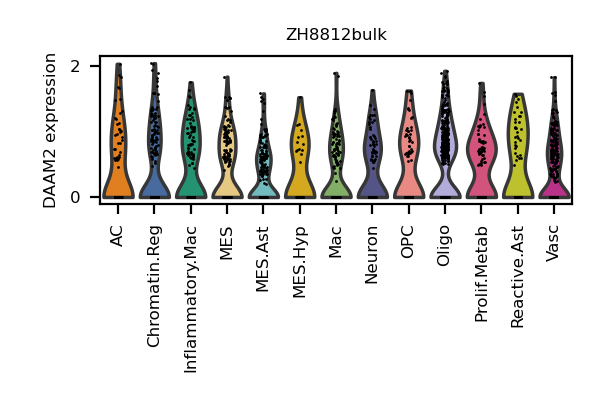 ZH8812bulk
DAAM2 expression
2
0
AC
Chromatin.Reg
Inflammatory.Mac
MES
MES.Ast
MES.Hyp
Mac
Neuron
OPC
Oligo
Prolif.Metab
Reactive.Ast
Vasc